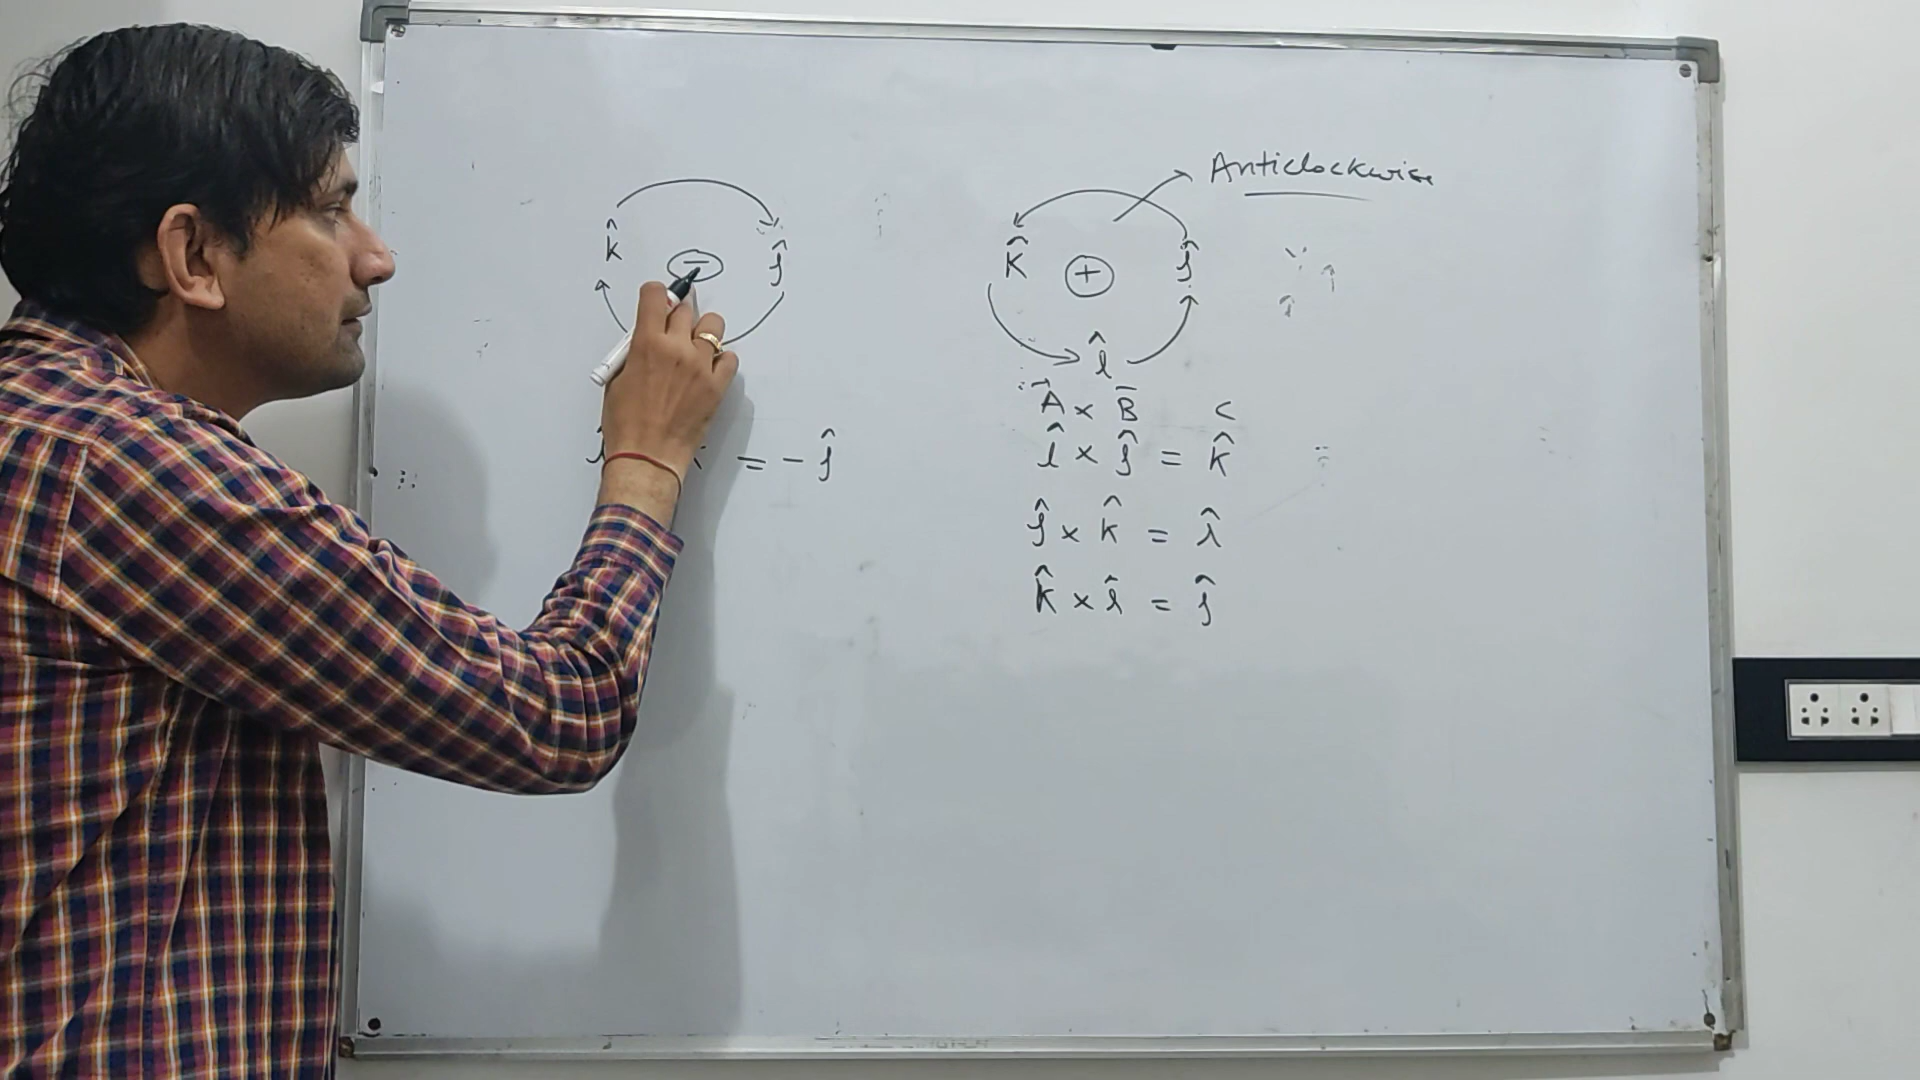 Anticlockwise
k̂ − ĵ
k̂ + ĵ
î
A⃗ × B̅ C
î × ĵ = k̂
= - ĵ
ĵ × k̂ = î
k̂ × î = ĵ